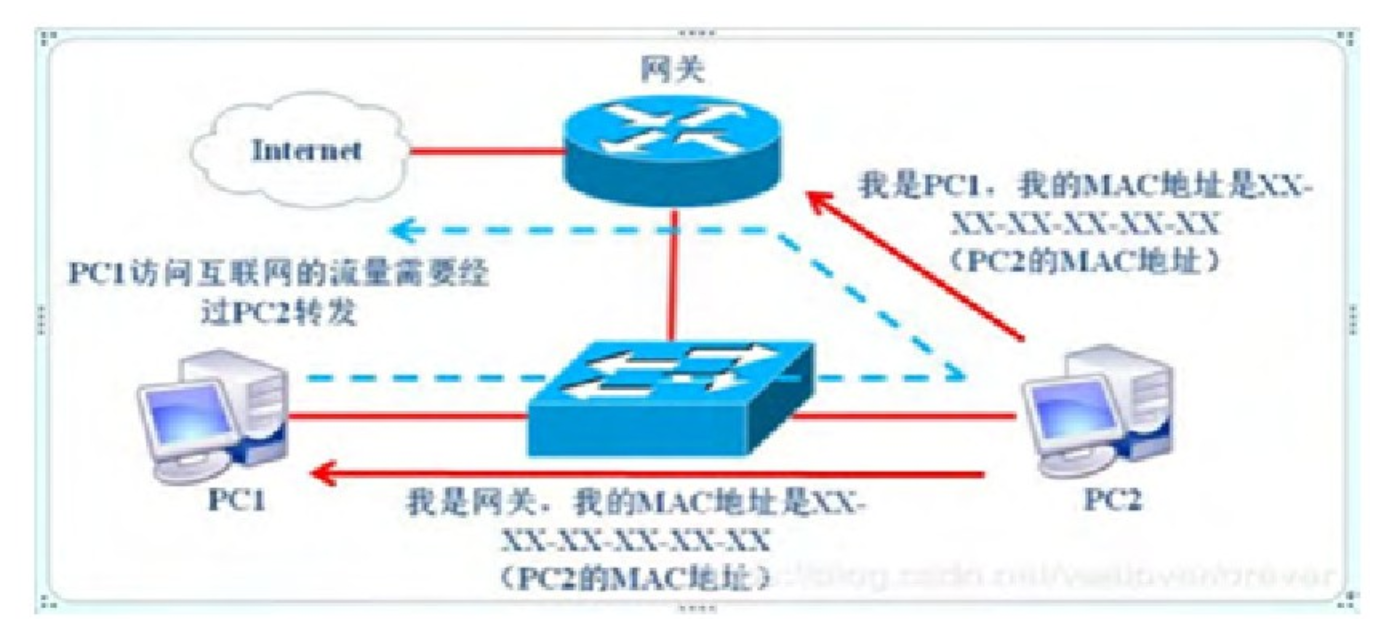 网关
Internet
我是PC1，我的MAC地址是XX-
XX-XX-XX-XX-XX
（PC2的MAC地址）
PC1访问互联网的流量需要经
过PC2转发
PC1
PC2
我是网关，我的MAC地址是XX-
XX-XX-XX-XX-XX
（PC2的MAC地址）